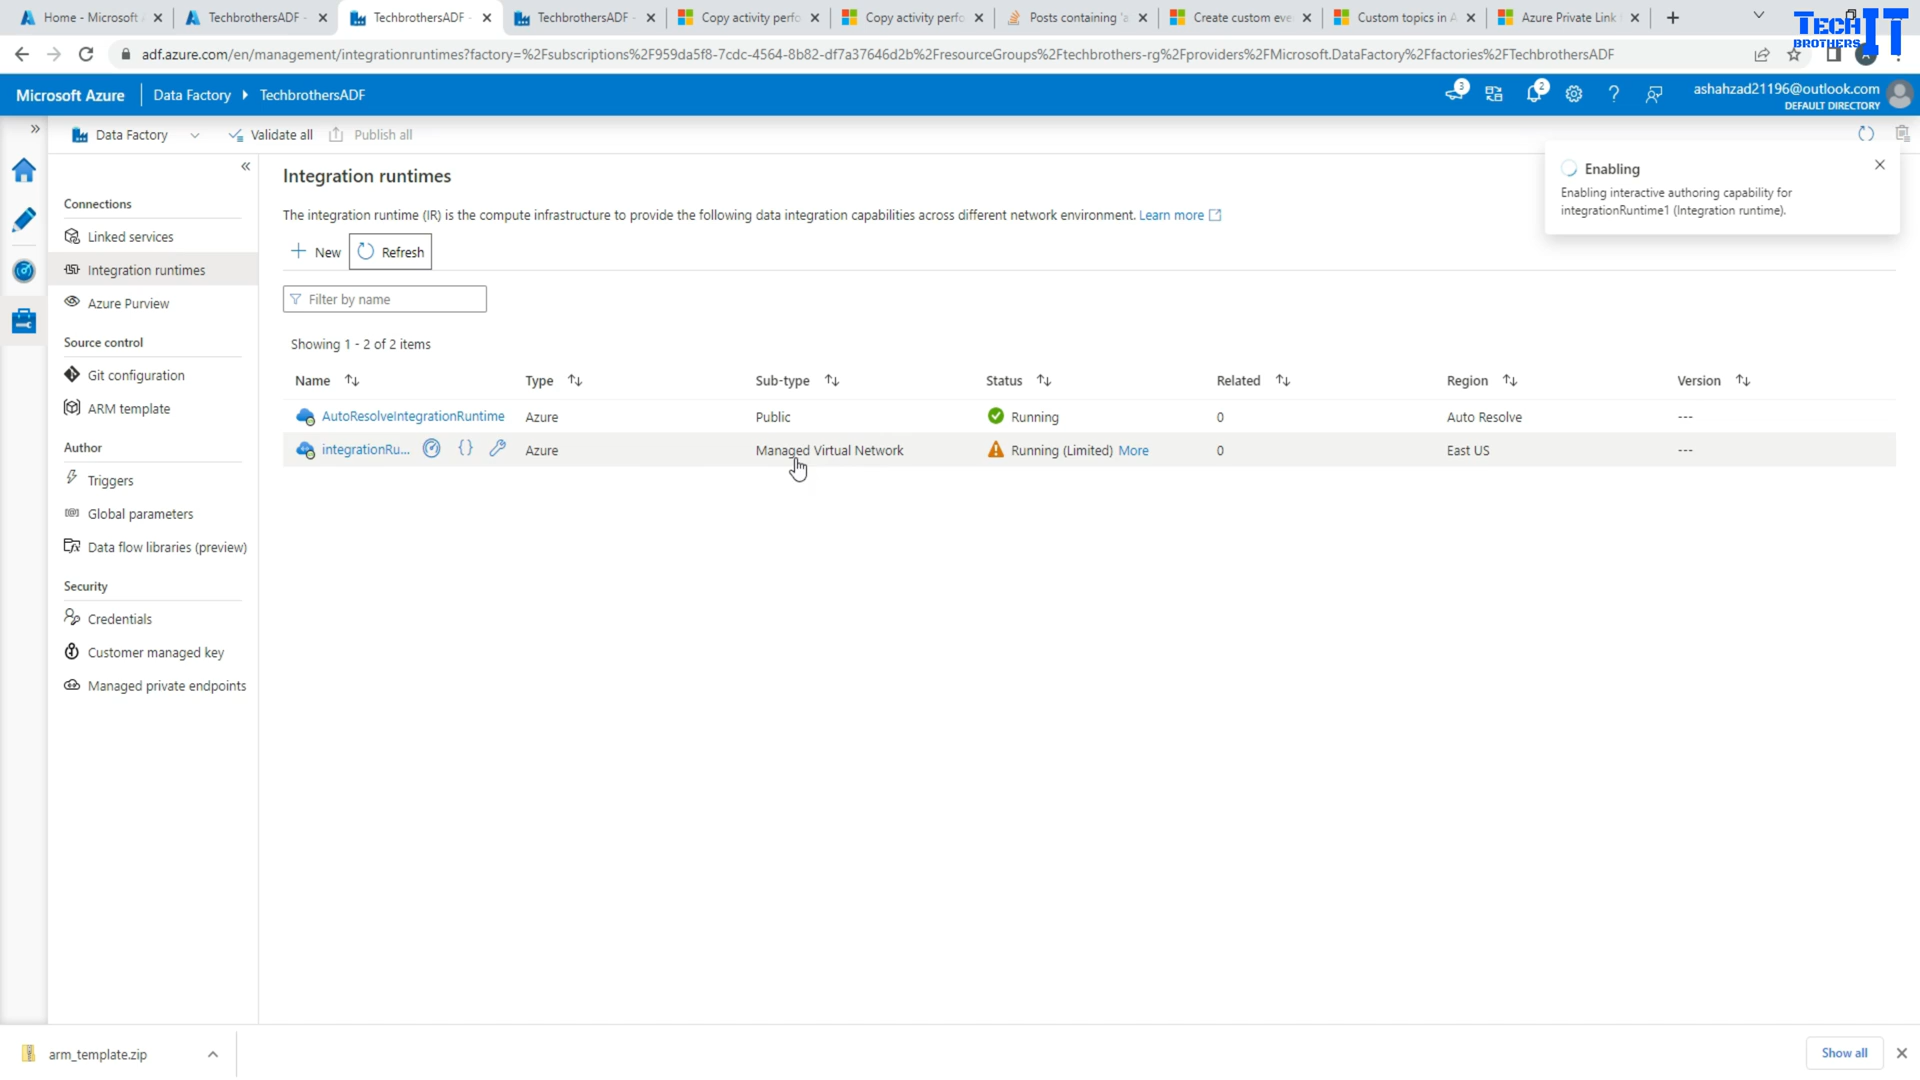 Home - Microsoft
TechbrothersADF -
TechbrothersADF -
TechbrothersADF -
Copy activity perfo
Copy activity perfo
Posts containing 'a
Create custom eve
Custom topics in A
Azure Private Link
TECH IT
BROTHERS
adf.azure.com/en/management/integrationruntimes?factory=%2Fsubscriptions%2F959da5f8-7cdc-4564-8b82-df7a37646d2b%2FresourceGroups%2Ftechbrothers-rg%2Fproviders%2FMicrosoft.DataFactory%2Ffactories%2FTechbrothersADF
Microsoft Azure
Data Factory
TechbrothersADF
3
2
ashahzad21196@outlook.com
DEFAULT DIRECTORY
Data Factory
Validate all
Publish all
Enabling
Enabling interactive authoring capability for
integrationRuntime1 (Integration runtime).
Connections
Linked services
Integration runtimes
Azure Purview
Source control
Git configuration
ARM template
Author
Triggers
Global parameters
Data flow libraries (preview)
Security
Credentials
Customer managed key
Managed private endpoints
Integration runtimes
The integration runtime (IR) is the compute infrastructure to provide the following data integration capabilities across different network environment. Learn more
New
Refresh
Filter by name
Showing 1 - 2 of 2 items
Name Type Sub-type Status Related Region Version
AutoResolveIntegrationRuntime Azure Public Running 0 Auto Resolve ---
integrationRu... {} Azure Managed Virtual Network Running (Limited) More 0 East US ---
arm_template.zip
Show all